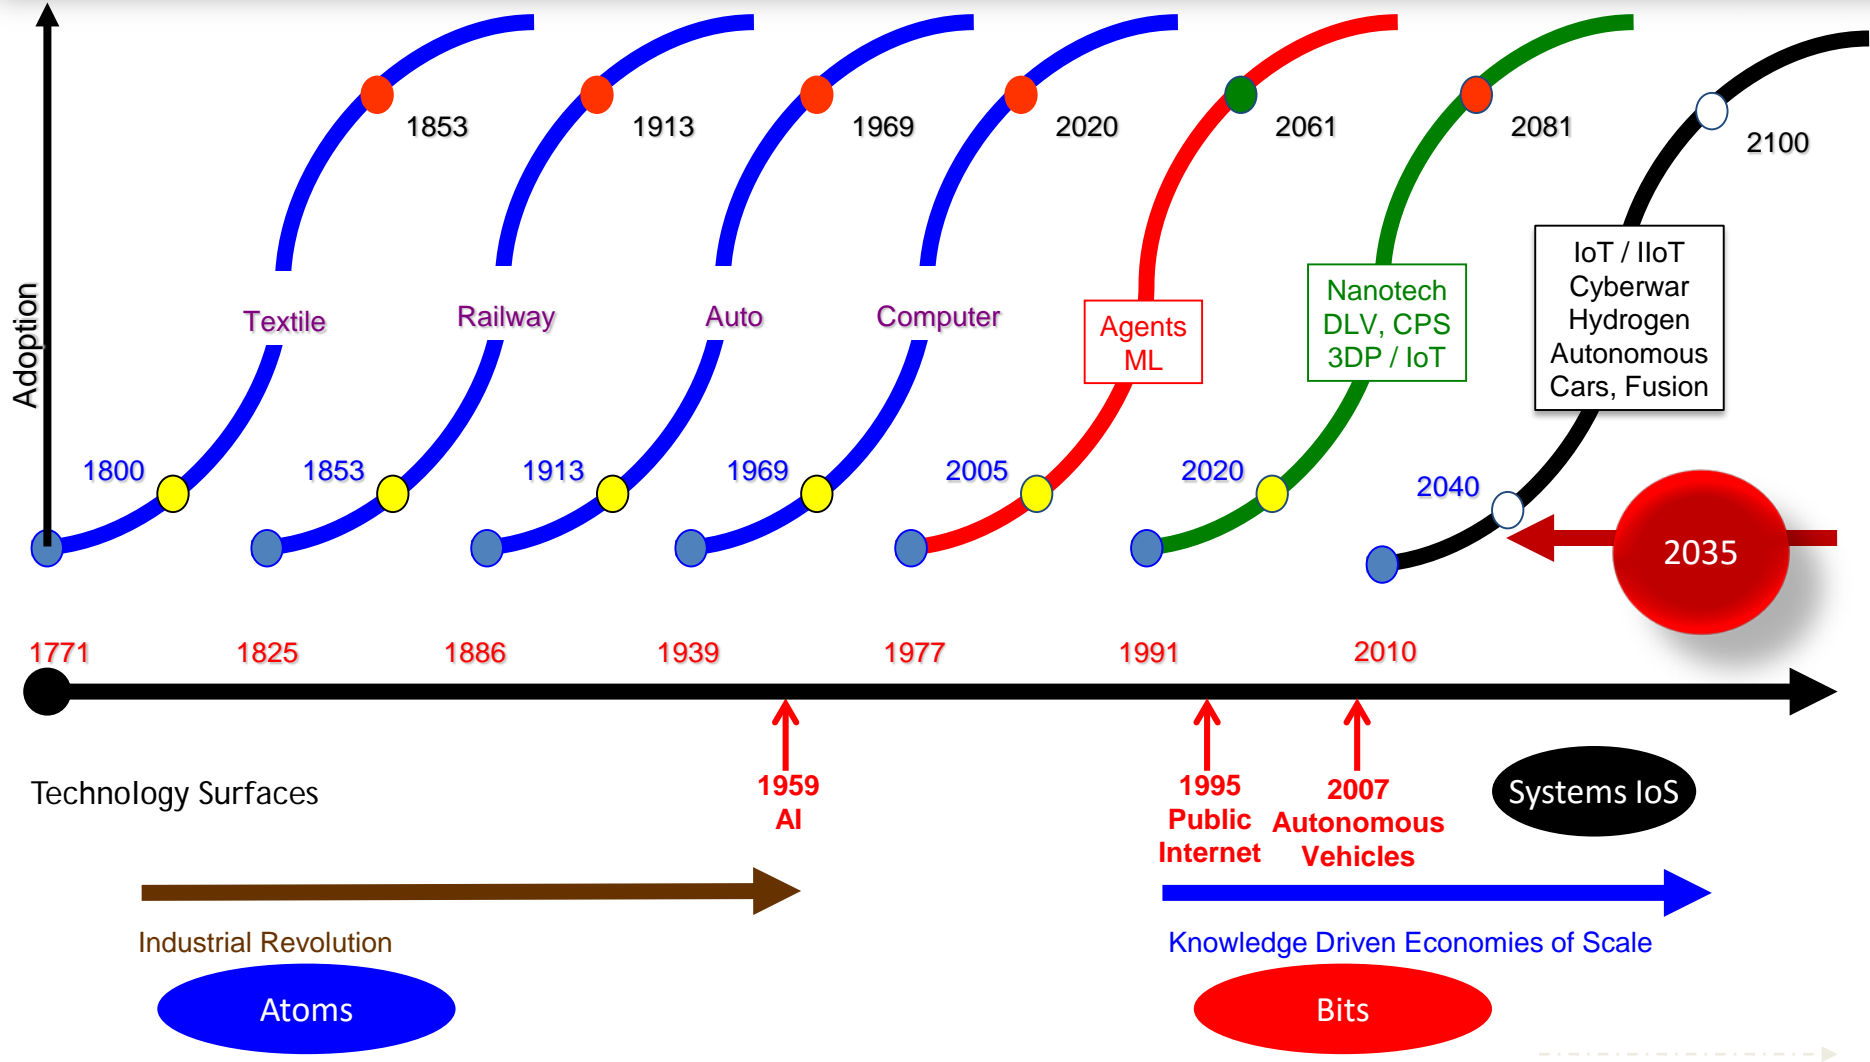 1853
1913
1969
2020
2061
2081
2100
Adoption
Textile
Railway
Auto
Computer
Agents
ML
Nanotech
DLV, CPS
3DP / IoT
IoT / IIoT
Cyberwar
Hydrogen
Autonomous
Cars, Fusion
1800
1853
1913
1969
2005
2020
2040
2035
1771
1825
1886
1939
1977
1991
2010
Technology Surfaces
1959
AI
1995
Public
Internet
2007
Autonomous
Vehicles
Systems IoS
Industrial Revolution
Knowledge Driven Economies of Scale
Atoms
Bits